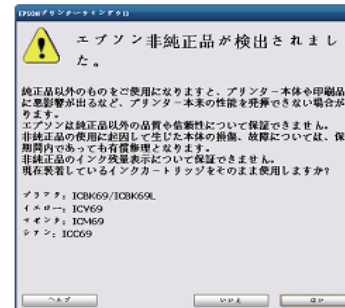 EPSONプリンターウィンドウ!3
エプソン非純正品が検出されまし
た。
純正品以外のものをご使用になりますと、プリンター本体や印刷品
に悪影響が出るなど、プリンター本来の性能を発揮できない場合が
ります。
エプソンは純正品以外の品質や信頼性について保証できません。
非純正品の使用に起因して生じた本体の損傷、故障については、保
期間内であっても有償修理となります。
非純正品のインク残量表示について保証できません。
現在装着しているインクカートリッジをそのまま使用しますか?
ブラック: ICBK69/ICBK69L
イエロー: ICY69
マゼンタ: ICM69
シアン: ICC69
ヘルプ
いいえ
はい